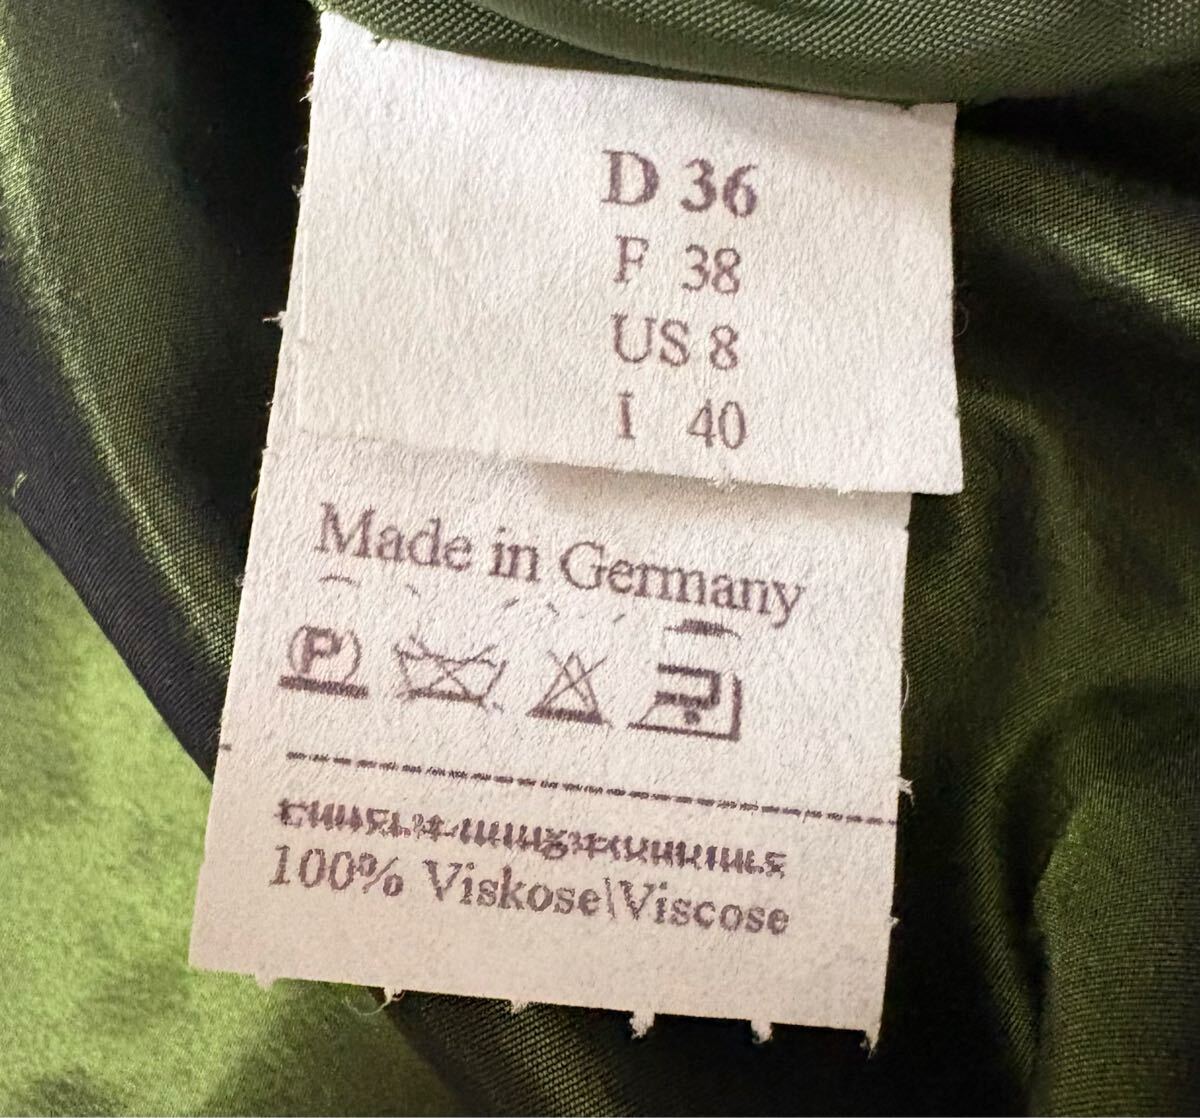 D 36
F 38
US 8
I 40
Made in Germany
P
100% Viskose\Viscose